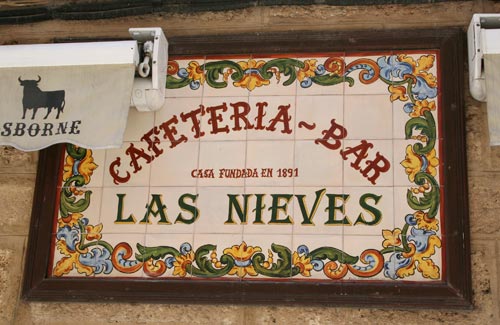 SBORNE
CAFETERIA ~ BAR
CASA FUNDADA EN 1891
LAS NIEVES